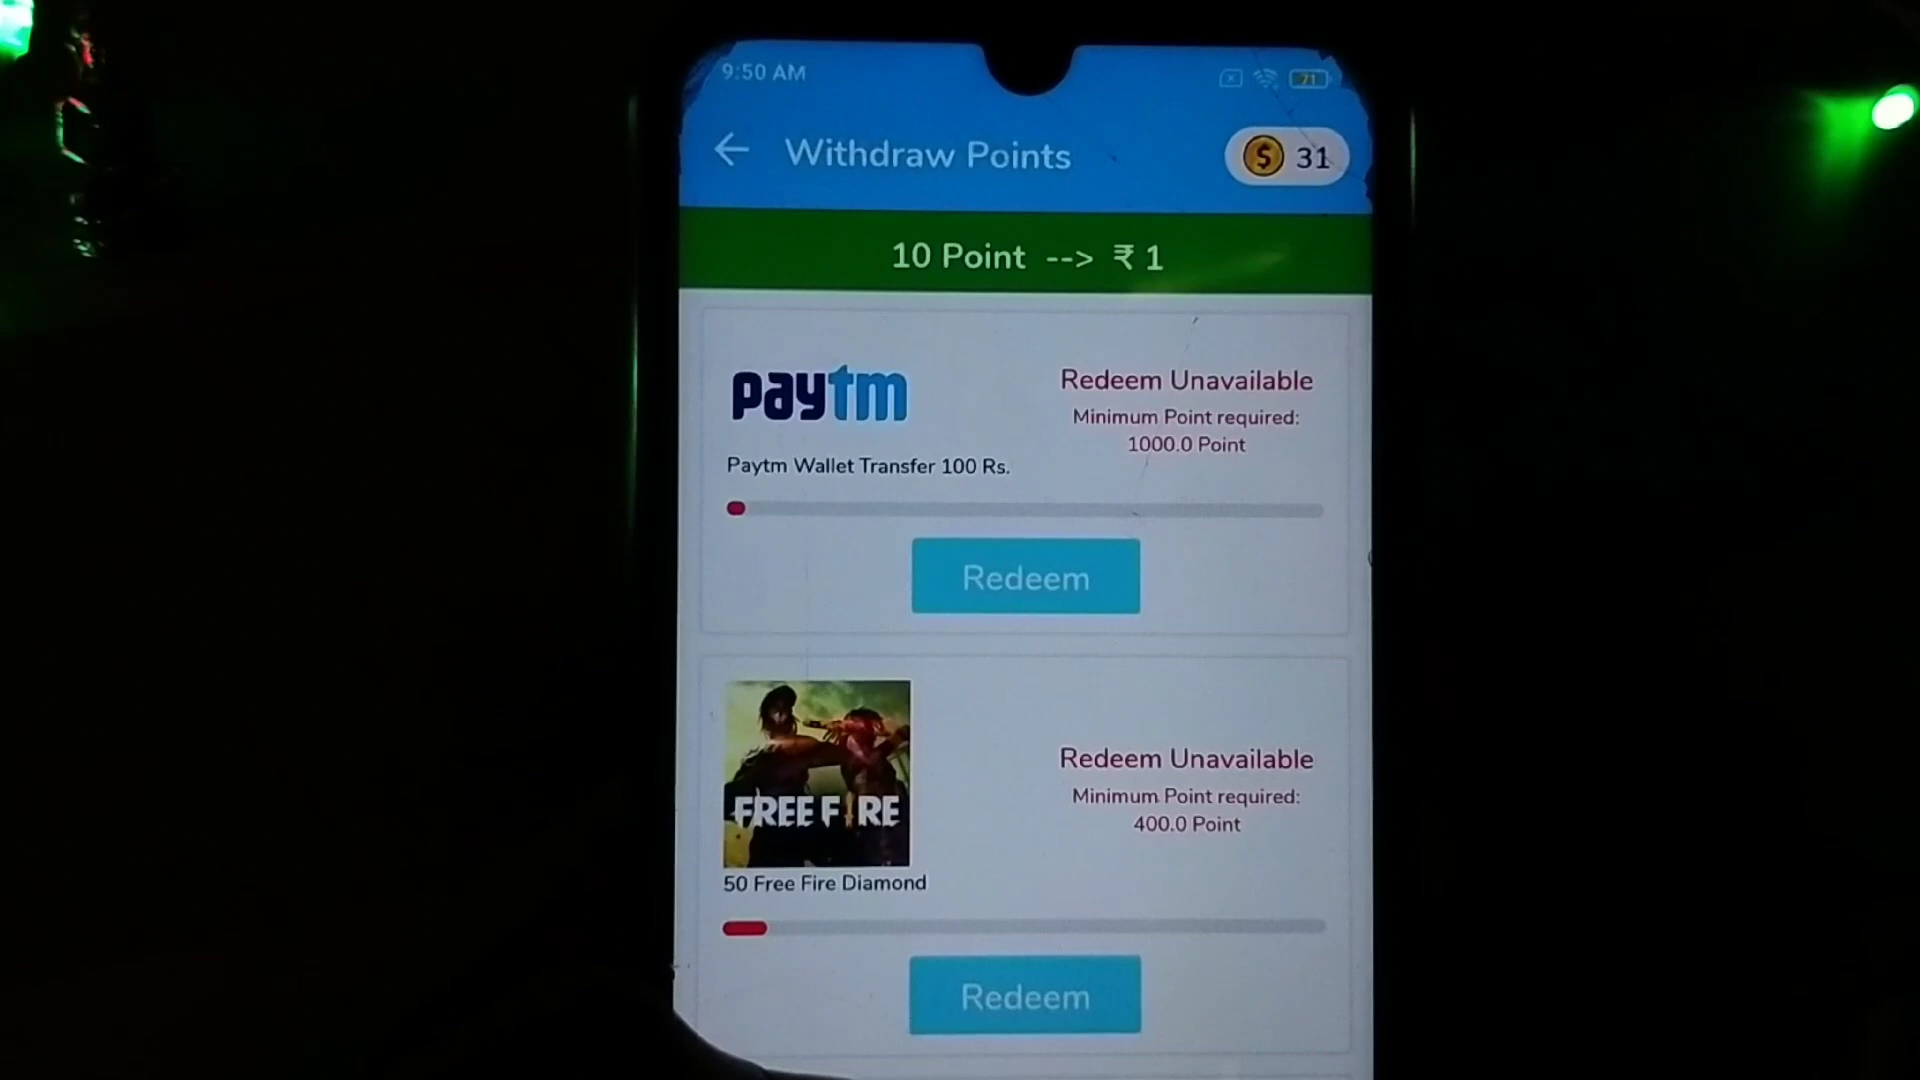 9:50 AM
71
Withdraw Points
31
10 Point --> ₹ 1
paytm
Redeem Unavailable
Minimum Point required:
1000.0 Point
Paytm Wallet Transfer 100 Rs.
Redeem
FREE FIRE
Redeem Unavailable
Minimum Point required:
400.0 Point
50 Free Fire Diamond
Redeem